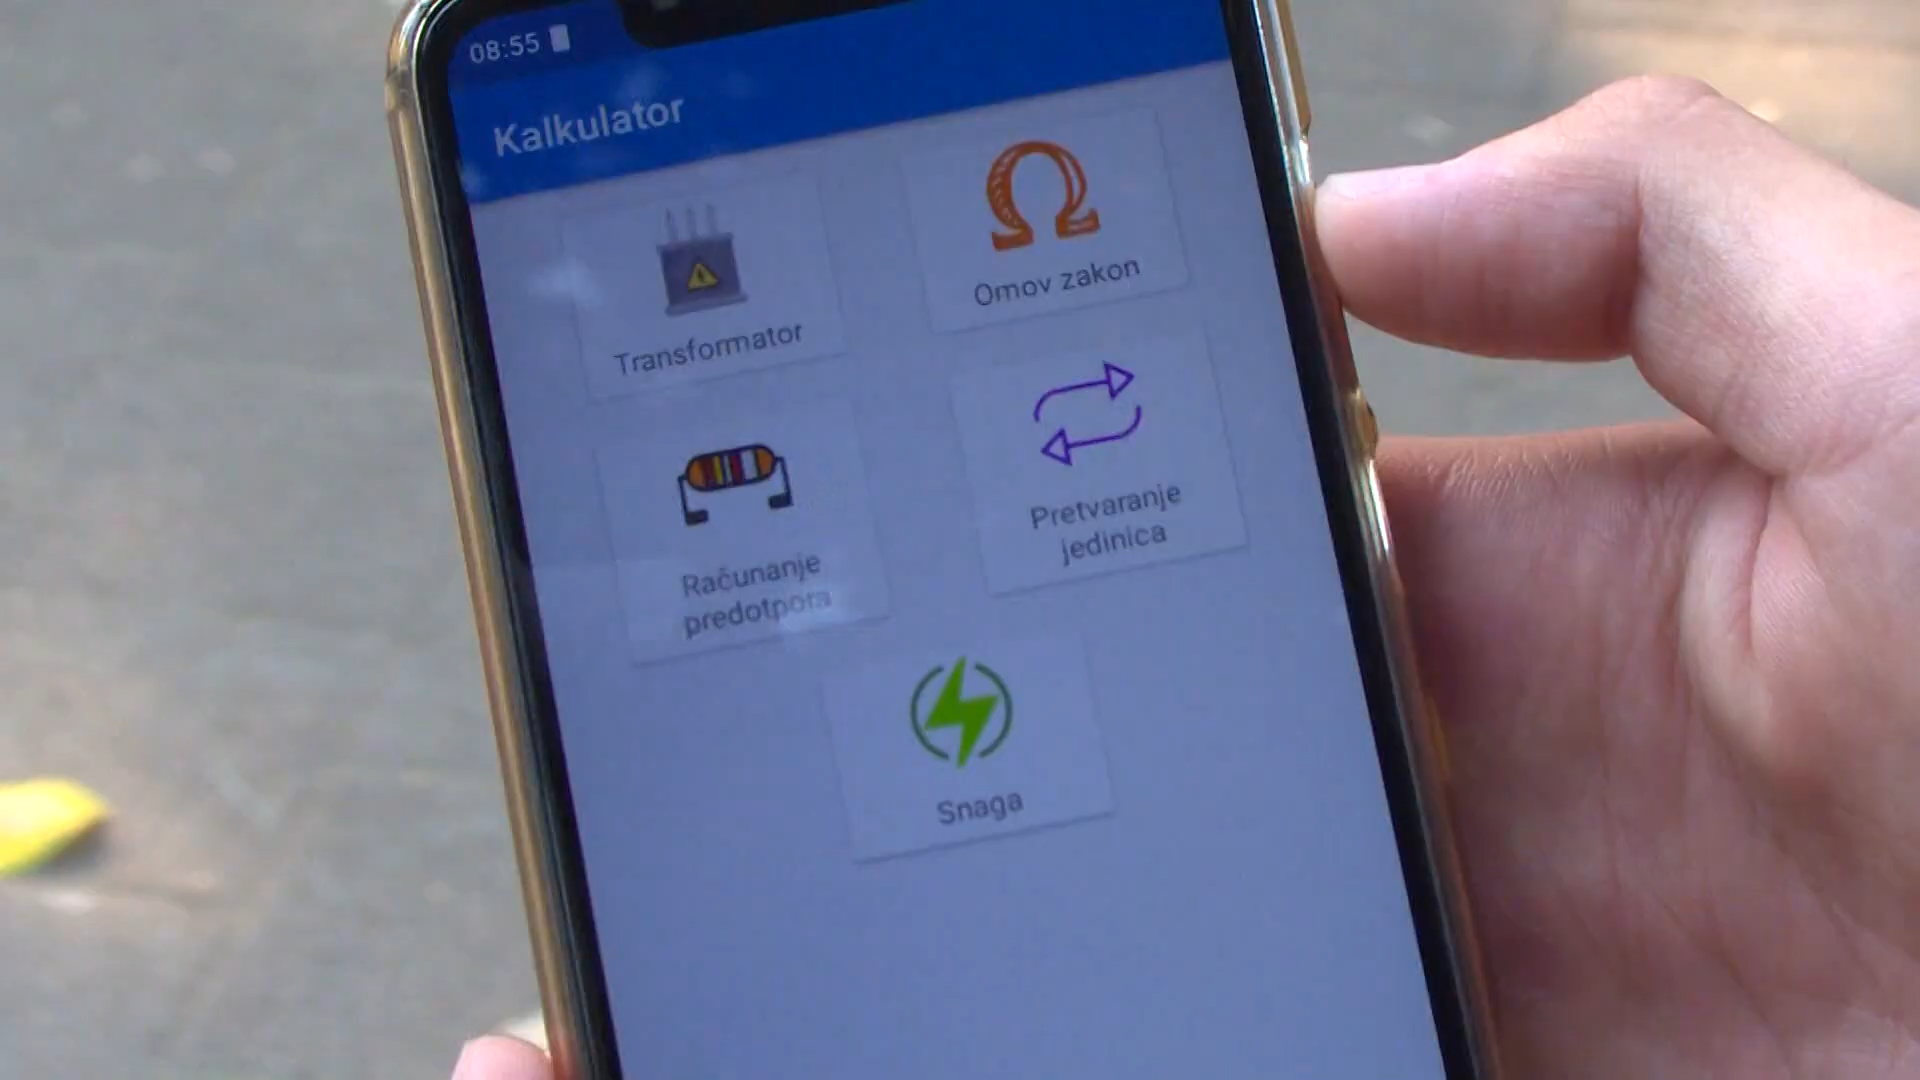 08:55
Kalkulator
Transformator
Omov zakon
Računanje
predotpora
Pretvaranje
jedinica
Snaga